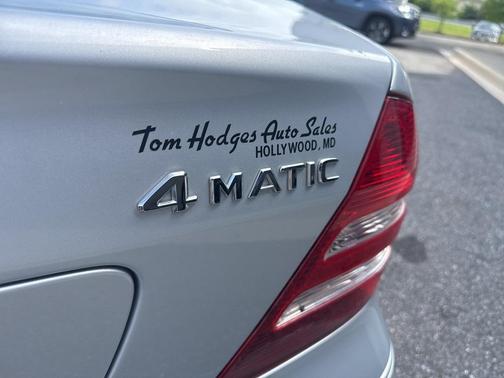 Tom Hodges Auto Sales
HOLLYWOOD, MD
4MATIC